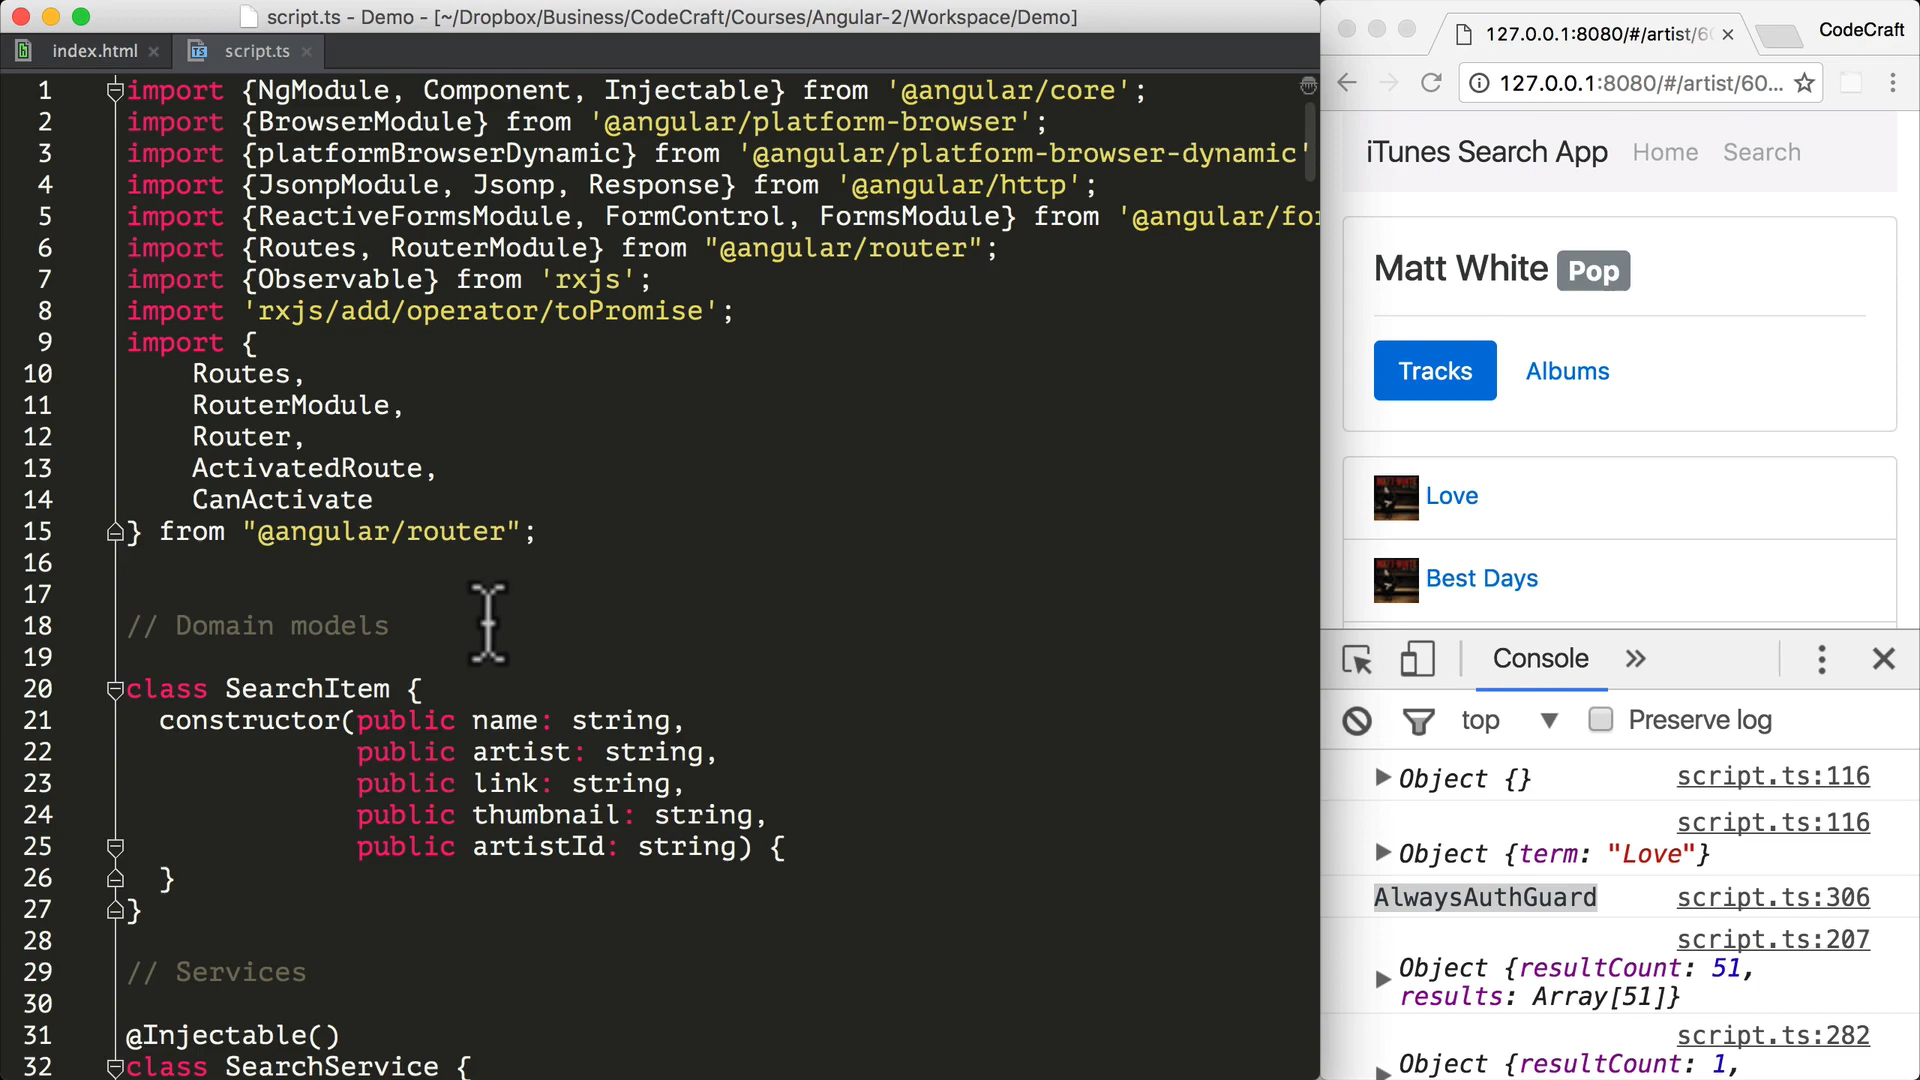 script.ts - Demo - [~/Dropbox/Business/CodeCraft/Courses/Angular-2/Workspace/Demo]
index.html
script.ts
1 import {NgModule, Component, Injectable} from '@angular/core';
2 import {BrowserModule} from '@angular/platform-browser';
3 import {platformBrowserDynamic} from '@angular/platform-browser-dynamic'
4 import {JsonpModule, Jsonp, Response} from '@angular/http';
5 import {ReactiveFormsModule, FormControl, FormsModule} from '@angular/for
6 import {Routes, RouterModule} from "@angular/router";
7 import {Observable} from 'rxjs';
8 import 'rxjs/add/operator/toPromise';
9 import {
10 Routes,
11 RouterModule,
12 Router,
13 ActivatedRoute,
14 CanActivate
15 } from "@angular/router";
16
17
18 // Domain models
19
20 class SearchItem {
21 constructor(public name: string,
22 public artist: string,
23 public link: string,
24 public thumbnail: string,
25 public artistId: string) {
26 }
27 }
28
29 // Services
30
31 @Injectable()
32 class SearchService {
127.0.0.1:8080/#/artist/60
CodeCraft
127.0.0.1:8080/#/artist/60...
iTunes Search App Home Search
Matt White Pop
Tracks Albums
Love
Best Days
Console
top
Preserve log
Object {} script.ts:116
script.ts:116
Object {term: "Love"}
AlwaysAuthGuard script.ts:306
script.ts:207
Object {resultCount: 51,
results: Array[51]}
script.ts:282
Object {resultCount: 1,